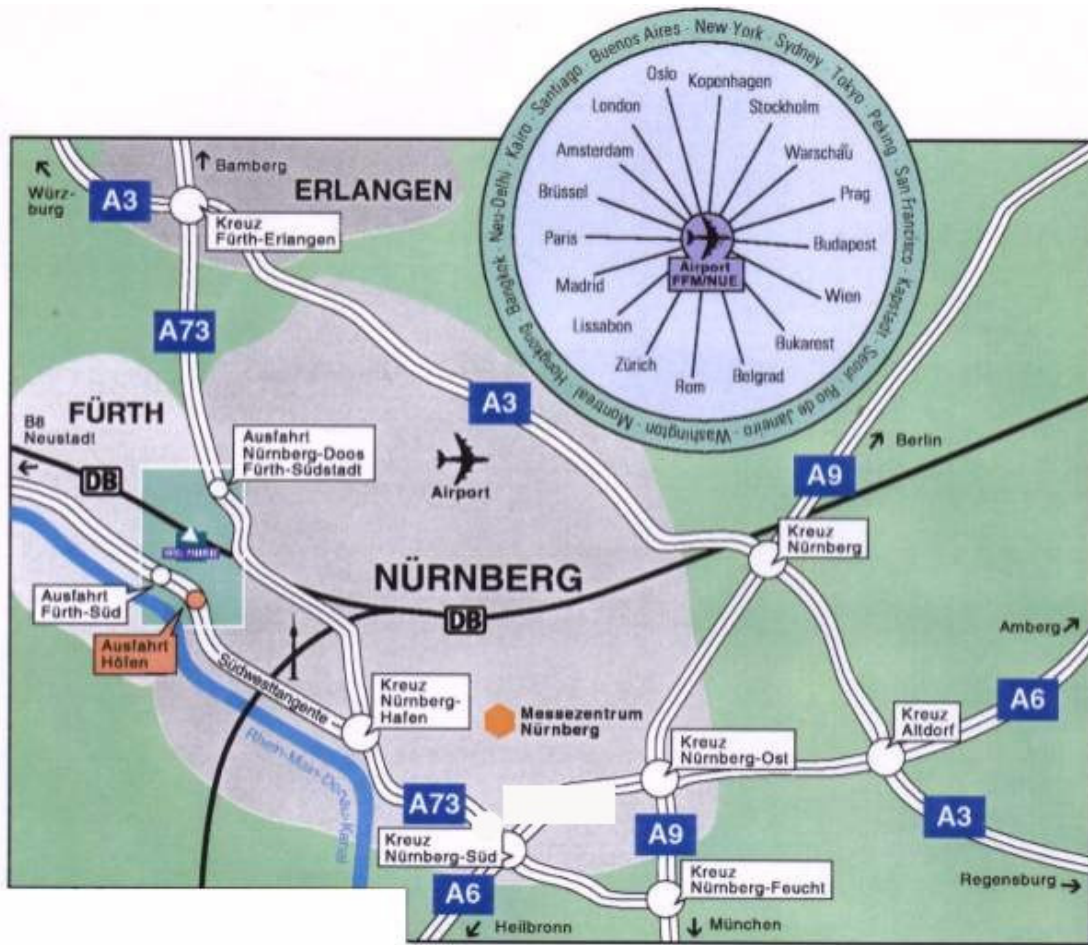 Bangkok · Neu-Delhi · Kairo · Santiago · Buenos Aires · New York · Sydney · Tokyo · Peking · San Francisco · Kapstadt · Seoul · Rio de Janeiro · Washington · Montreal · Hongkong
Oslo
Kopenhagen
London
Stockholm
Amsterdam
Warschau
Brüssel
Prag
Paris
Budapest
Airport
FFM/NUE
Madrid
Wien
Lissabon
Bukarest
Zürich
Belgrad
Rom
Bamberg
Würz-
burg
A3
ERLANGEN
Kreuz
Fürth-Erlangen
A73
A3
FÜRTH
B8
Neustadt
Ausfahrt
Nürnberg-Doos
Fürth-Südstadt
Airport
Berlin
A9
DB
Kreuz
Nürnberg
NÜRNBERG
DB
Ausfahrt
Fürth-Süd
Ausfahrt
Höfen
Südwesttangente
Amberg
A6
Kreuz
Nürnberg-
Hafen
Messezentrum
Nürnberg
Kreuz
Altdorf
Kreuz
Nürnberg-Ost
Rhein-Main-Donau-Kanal
A73
A9
A3
Kreuz
Nürnberg-Süd
A6
Kreuz
Nürnberg-Feucht
Regensburg
Heilbronn
München